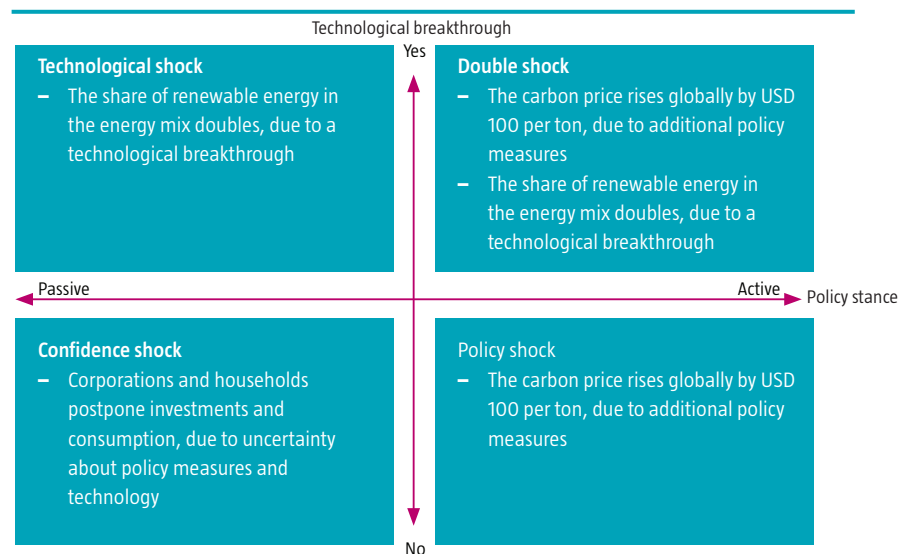 Technological breakthrough
Yes
Technological shock
– The share of renewable energy in
the energy mix doubles, due to a
technological breakthrough
Double shock
– The carbon price rises globally by USD
100 per ton, due to additional policy
measures
– The share of renewable energy in
the energy mix doubles, due to a
technological breakthrough
Passive
Active
Policy stance
Confidence shock
– Corporations and households
postpone investments and
consumption, due to uncertainty
about policy measures and
technology
Policy shock
– The carbon price rises globally by USD
100 per ton, due to additional policy
measures
No